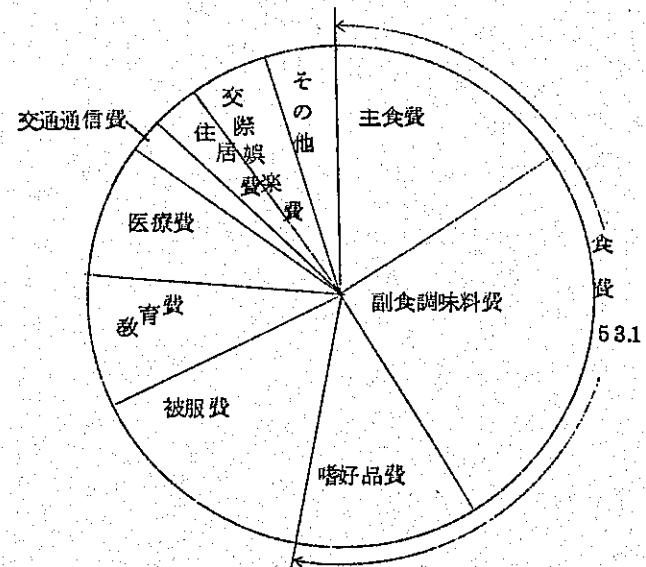 主食費
副食調味料費
嗜好品費
被服費
教育費
医療費
交通通信費
住居費
交際娯楽費
その他
食費
53.1